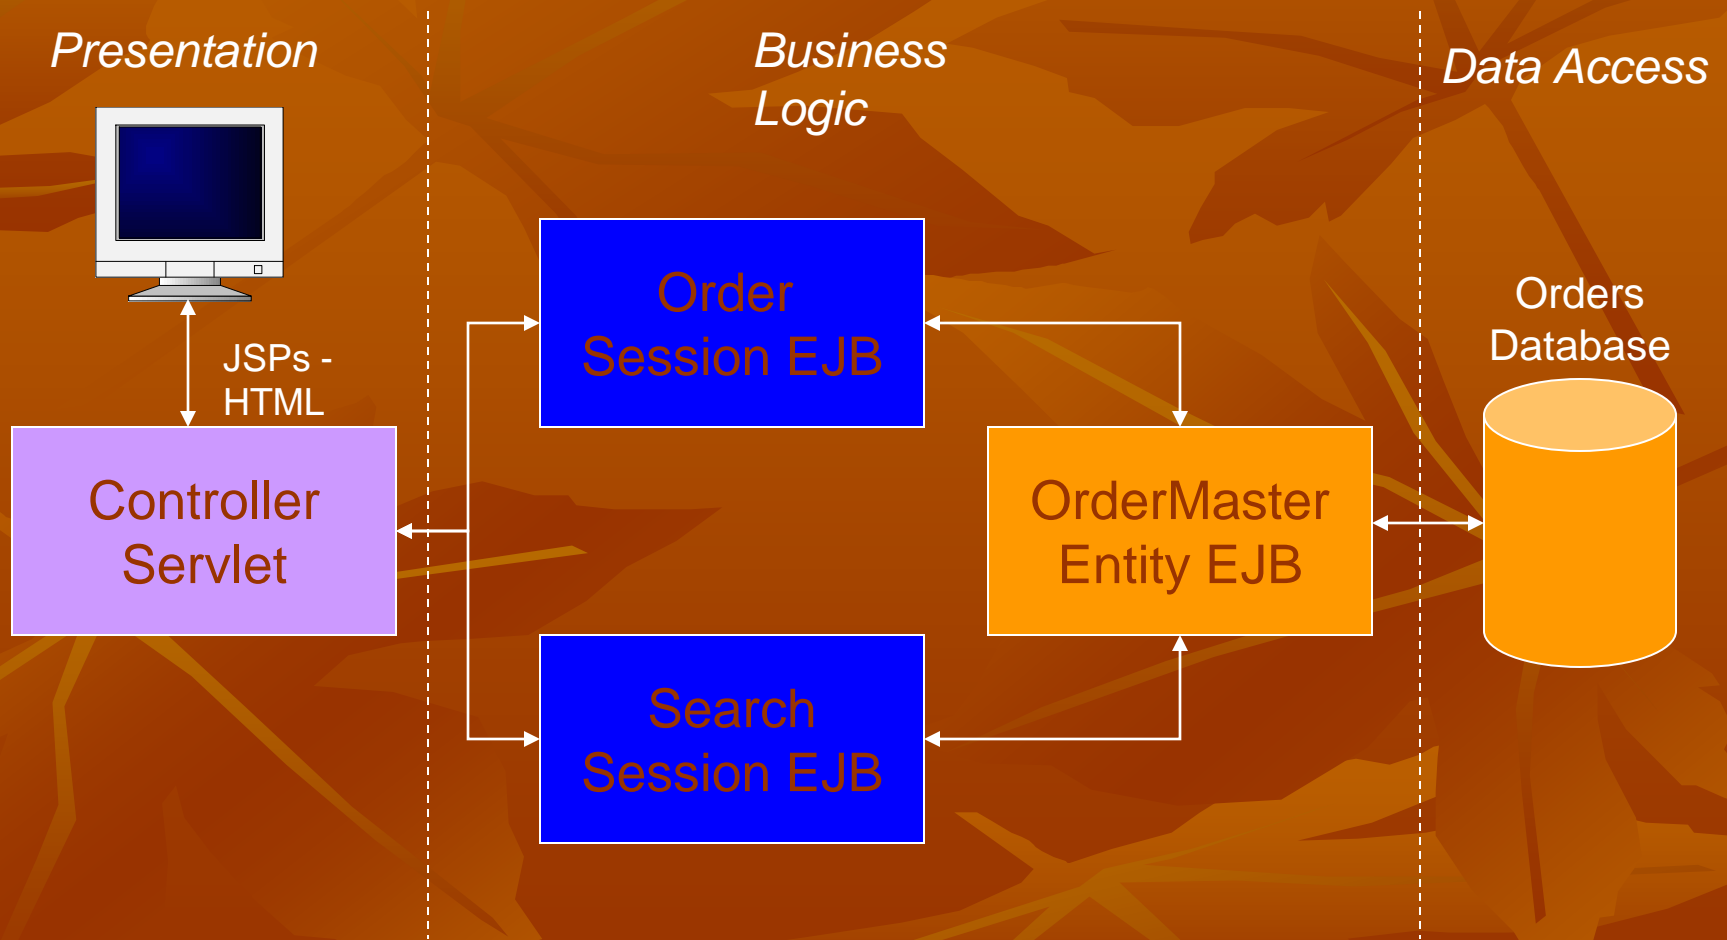 Presentation
Business
Logic
Data Access
JSPs -
HTML
Controller
Servlet
Order
Session EJB
Search
Session EJB
OrderMaster
Entity EJB
Orders
Database